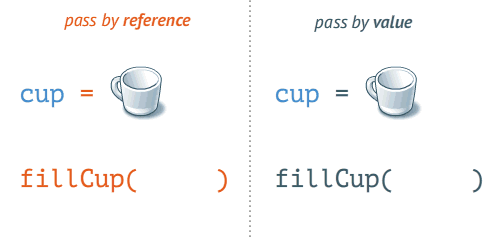 pass by reference
cup =
fillCup( )
pass by value
cup =
fillCup( )